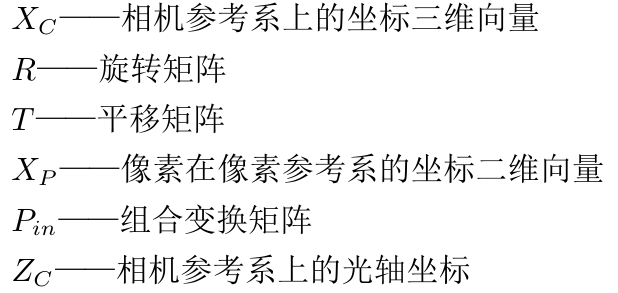 X_C——相机参考系上的坐标三维向量
R——旋转矩阵
T——平移矩阵
X_P——像素在像素参考系的坐标二维向量
P_{in}——组合变换矩阵
Z_C——相机参考系上的光轴坐标